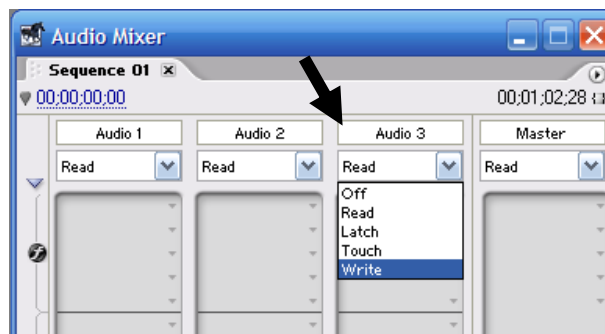 Audio Mixer
Sequence 01
00;00;00;00 00;01;02;28
Audio 1 Audio 2 Audio 3 Master
Read Read Read Read
Off
Read
Latch
Touch
Write